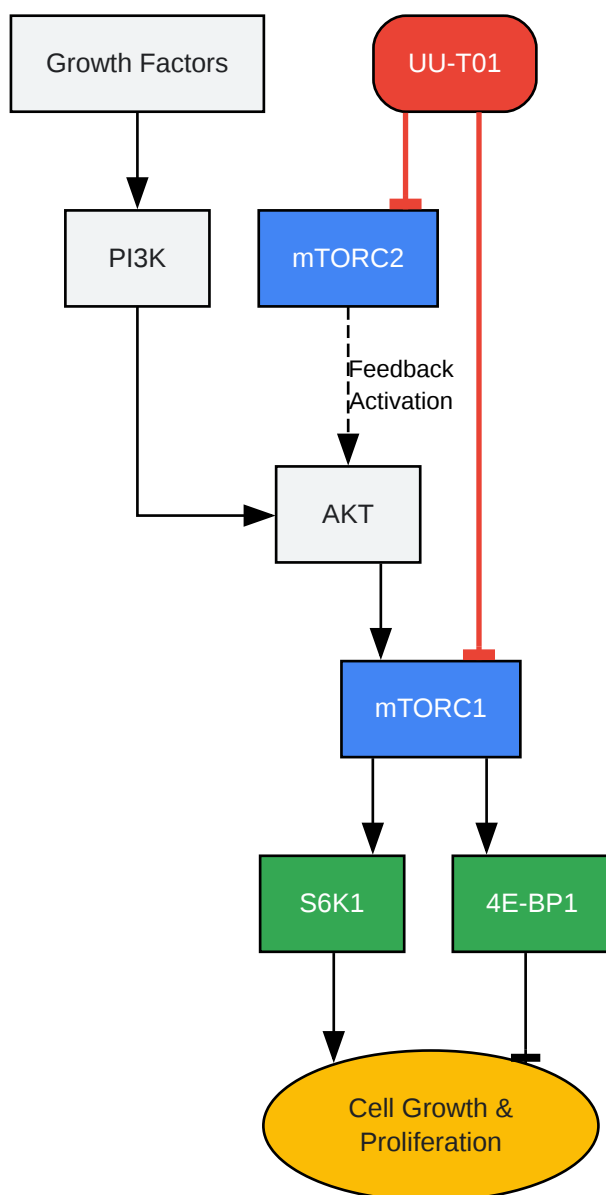 Growth Factors
UU-T01
PI3K
mTORC2
Feedback
Activation
AKT
mTORC1
S6K1
4E-BP1
Cell Growth &
Proliferation